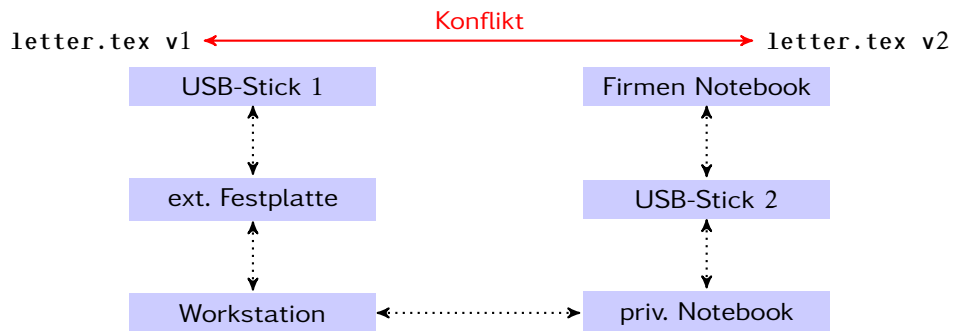 Konflikt
letter.tex v1
letter.tex v2
USB-Stick 1
Firmen Notebook
ext. Festplatte
USB-Stick 2
Workstation
priv. Notebook